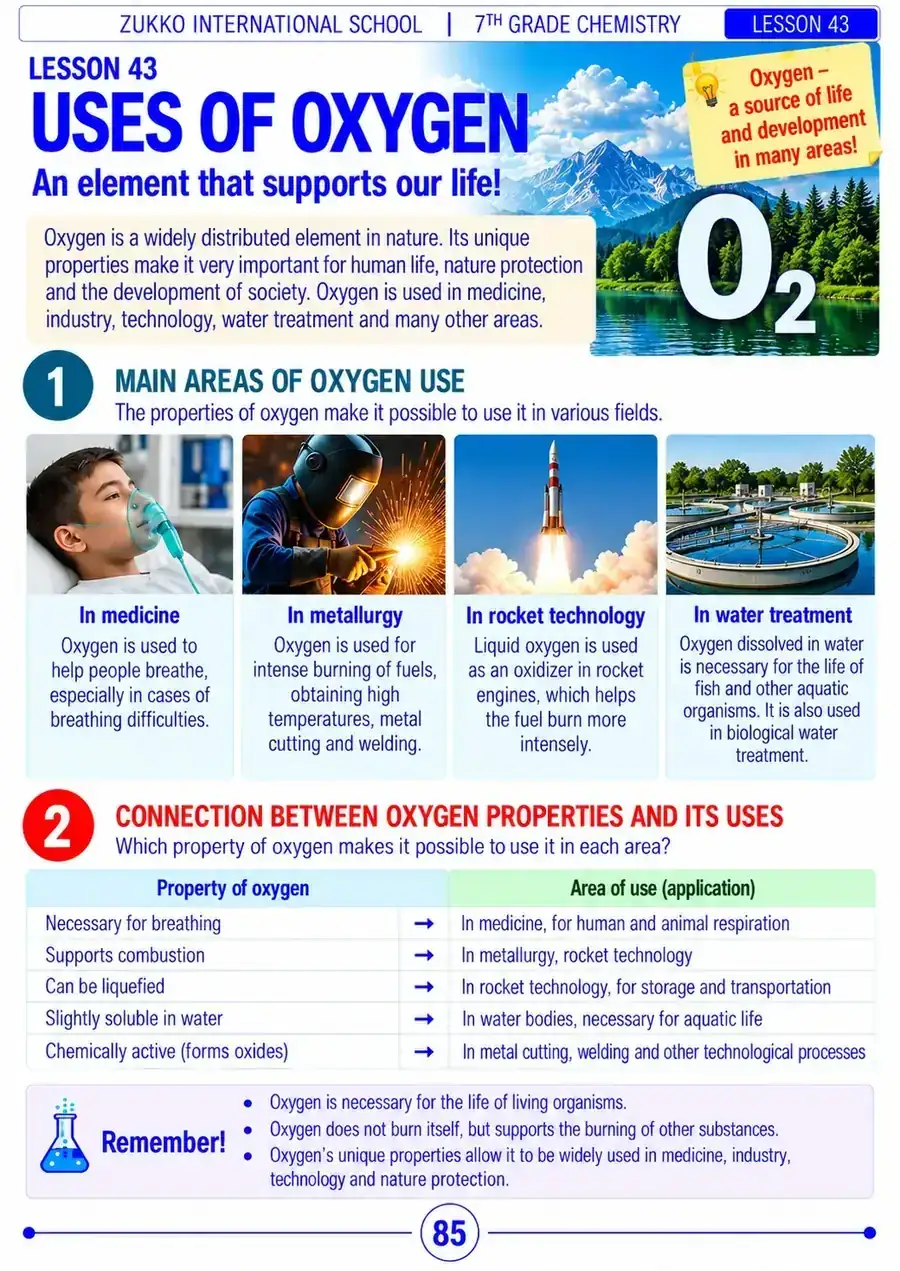 ZUKKO INTERNATIONAL SCHOOL | 7TH GRADE CHEMISTRY
LESSON 43
LESSON 43
USES OF OXYGEN
An element that supports our life!
Oxygen –
a source of life
and development
in many areas!
Oxygen is a widely distributed element in nature. Its unique
properties make it very important for human life, nature protection
and the development of society. Oxygen is used in medicine,
industry, technology, water treatment and many other areas.
O2
1
MAIN AREAS OF OXYGEN USE
The properties of oxygen make it possible to use it in various fields.
In medicine
Oxygen is used to
help people breathe,
especially in cases of
breathing difficulties.
In metallurgy
Oxygen is used for
intense burning of fuels,
obtaining high
temperatures, metal
cutting and welding.
In rocket technology
Liquid oxygen is used
as an oxidizer in rocket
engines, which helps
the fuel burn more
intensely.
In water treatment
Oxygen dissolved in water
is necessary for the life of
fish and other aquatic
organisms. It is also used
in biological water
treatment.
2
CONNECTION BETWEEN OXYGEN PROPERTIES AND ITS USES
Which property of oxygen makes it possible to use it in each area?
Property of oxygen Area of use (application)
Necessary for breathing → In medicine, for human and animal respiration
Supports combustion → In metallurgy, rocket technology
Can be liquefied → In rocket technology, for storage and transportation
Slightly soluble in water → In water bodies, necessary for aquatic life
Chemically active (forms oxides) → In metal cutting, welding and other technological processes
Remember!
• Oxygen is necessary for the life of living organisms.
• Oxygen does not burn itself, but supports the burning of other substances.
• Oxygen's unique properties allow it to be widely used in medicine, industry,
technology and nature protection.
85